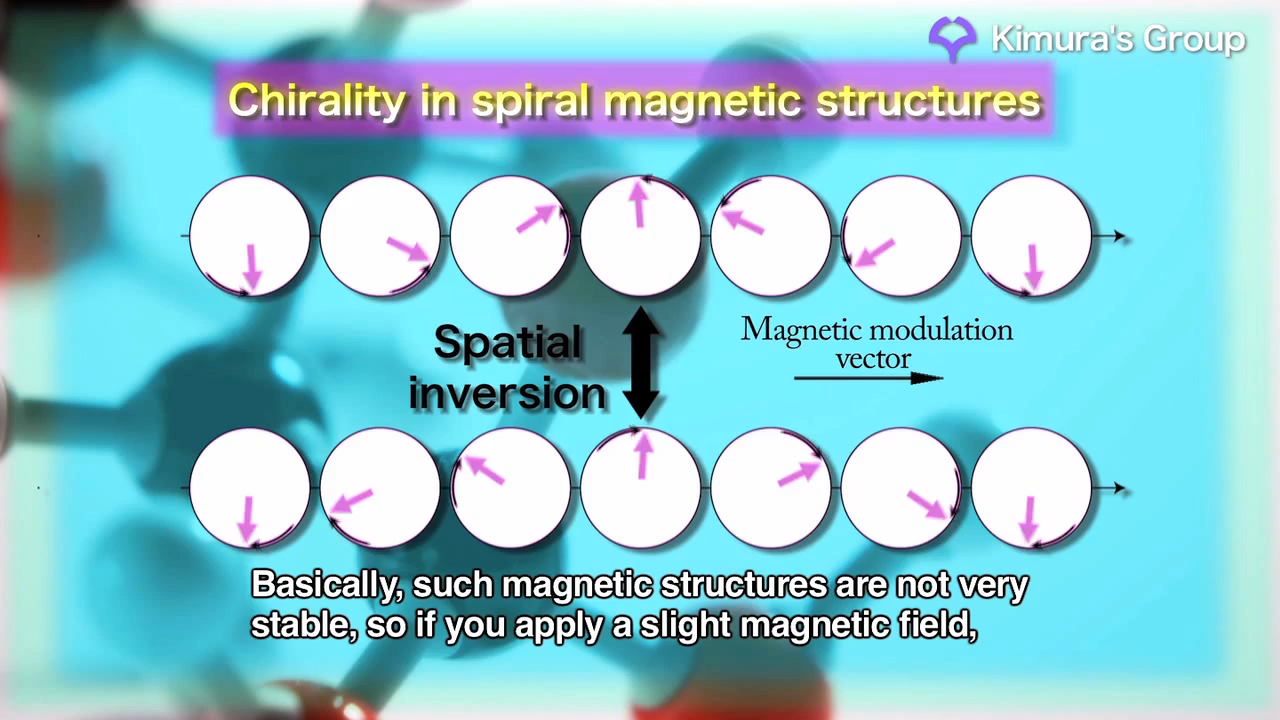 Kimura's Group
Chirality in spiral magnetic structures
Spatial
inversion
Magnetic modulation
vector
Basically, such magnetic structures are not very
stable, so if you apply a slight magnetic field,